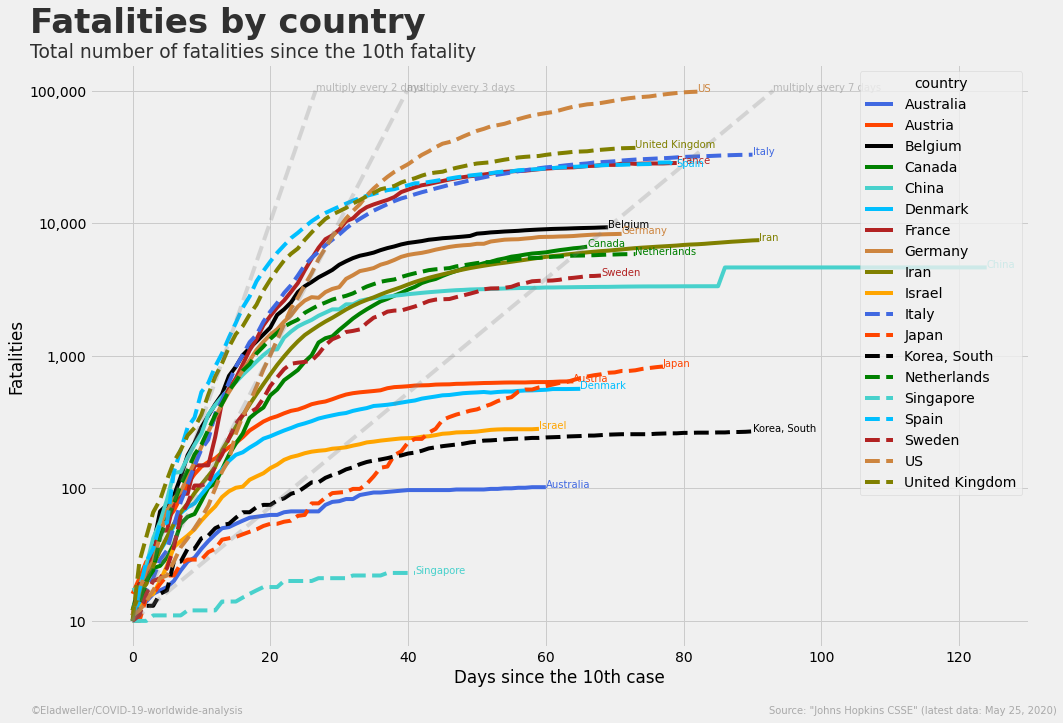 Fatalities by country
Total number of fatalities since the 10th fatality
multiply every 2 days
multiply every 3 days
multiply every 7 days
US
United Kingdom
Italy
France
Spain
Belgium
Germany
Iran
Canada
Netherlands
China
Sweden
Japan
Austria
Denmark
Israel
Korea, South
Australia
Singapore
country
Australia
Austria
Belgium
Canada
China
Denmark
France
Germany
Iran
Israel
Italy
Japan
Korea, South
Netherlands
Singapore
Spain
Sweden
US
United Kingdom
Fatalities
100,000
10,000
1,000
100
10
0 20 40 60 80 100 120
Days since the 10th case
©Eladweller/COVID-19-worldwide-analysis
Source: "Johns Hopkins CSSE" (latest data: May 25, 2020)